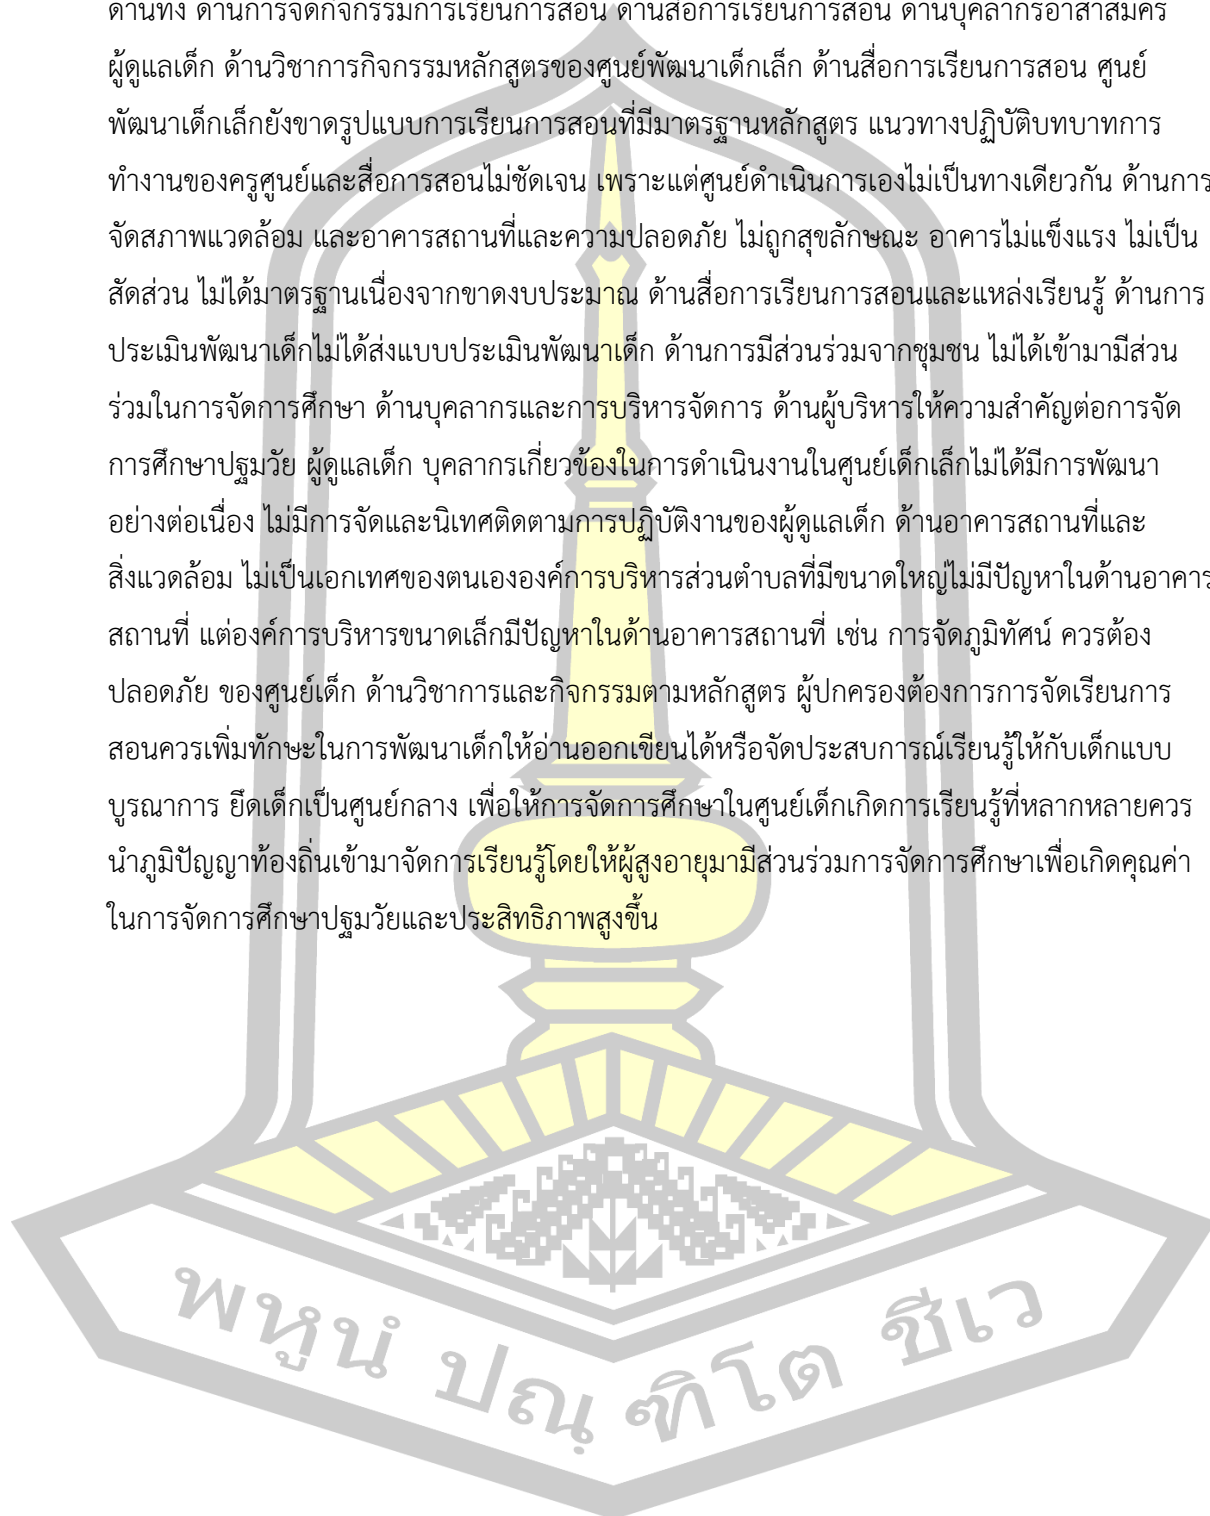 ด้านทั้ง ด้านการจัดกิจกรรมการเรียนการสอน ด้านสื่อการเรียนการสอน ด้านบุคลากรอาสาสมัคร
ผู้ดูแลเด็ก ด้านวิชาการกิจกรรมหลักสูตรของศูนย์พัฒนาเด็กเล็ก ด้านสื่อการเรียนการสอน ศูนย์
พัฒนาเด็กเล็กยังขาดรูปแบบการเรียนการสอนที่มีมาตรฐานหลักสูตร แนวทางปฏิบัติบทบาทการ
ทำงานของครูศูนย์และสื่อการสอนไม่ชัดเจน เพราะแต่ศูนย์ดำเนินการเองไม่เป็นทางเดียวกัน ด้านการ
จัดสภาพแวดล้อม และอาคารสถานที่และความปลอดภัย ไม่ถูกสุขลักษณะ อาคารไม่แข็งแรง ไม่เป็น
สัดส่วน ไม่ได้มาตรฐานเนื่องจากขาดงบประมาณ ด้านสื่อการเรียนการสอนและแหล่งเรียนรู้ ด้านการ
ประเมินพัฒนาเด็กไม่ได้ส่งแบบประเมินพัฒนาเด็ก ด้านการมีส่วนร่วมจากชุมชน ไม่ได้เข้ามามีส่วน
ร่วมในการจัดการศึกษา ด้านบุคลากรและการบริหารจัดการ ด้านผู้บริหารให้ความสำคัญต่อการจัด
การศึกษาปฐมวัย ผู้ดูแลเด็ก บุคลากรเกี่ยวข้องในการดำเนินงานในศูนย์เด็กเล็กไม่ได้มีการพัฒนา
อย่างต่อเนื่อง ไม่มีการจัดและนิเทศติดตามการปฏิบัติงานของผู้ดูแลเด็ก ด้านอาคารสถานที่และ
สิ่งแวดล้อม ไม่เป็นเอกเทศของตนเององค์การบริหารส่วนตำบลที่มีขนาดใหญ่ไม่มีปัญหาในด้านอาคาร
สถานที่ แต่องค์การบริหารขนาดเล็กมีปัญหาในด้านอาคารสถานที่ เช่น การจัดภูมิทัศน์ ควรต้อง
ปลอดภัย ของศูนย์เด็ก ด้านวิชาการและกิจกรรมตามหลักสูตร ผู้ปกครองต้องการการจัดเรียนการ
สอนควรเพิ่มทักษะในการพัฒนาเด็กให้อ่านออกเขียนได้หรือจัดประสบการณ์เรียนรู้ให้กับเด็กแบบ
บูรณาการ ยึดเด็กเป็นศูนย์กลาง เพื่อให้การจัดการศึกษาในศูนย์เด็กเกิดการเรียนรู้ที่หลากหลายควร
นำภูมิปัญญาท้องถิ่นเข้ามาจัดการเรียนรู้โดยให้ผู้สูงอายุมามีส่วนร่วมการจัดการศึกษาเพื่อเกิดคุณค่า
ในการจัดการศึกษาปฐมวัยและประสิทธิภาพสูงขึ้น
พหูนํ ปณฺฑิโต ชีเว